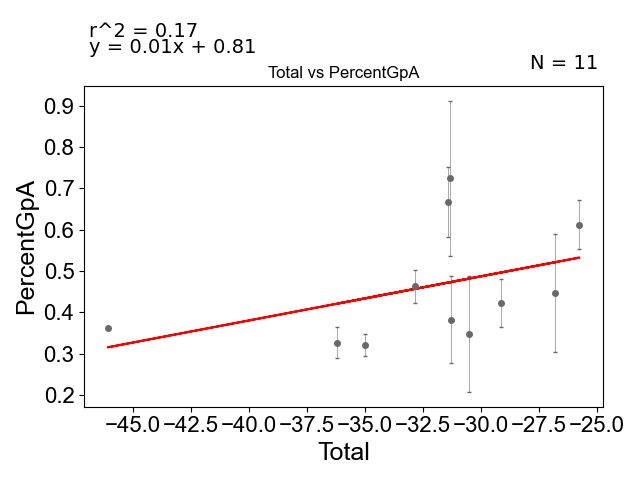 r^2 = 0.17
y = 0.01x + 0.81
N = 11
Total vs PercentGpA
PercentGpA
0.9
0.8
0.7
0.6
0.5
0.4
0.3
0.2
−45.0 −42.5 −40.0 −37.5 −35.0 −32.5 −30.0 −27.5 −25.0
Total